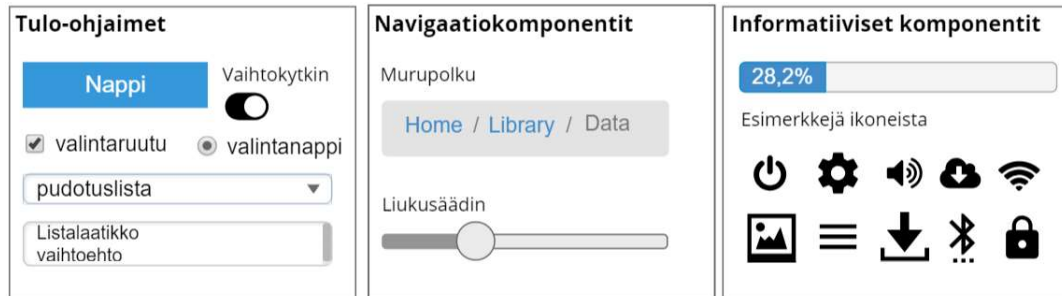 Tulo-ohjaimet
Nappi
Vaihtokytkin
valintaruutu
valintanappi
pudotuslista
Listalaatikko
vaihtoehto
Navigaatiokomponentit
Murupolku
Home / Library / Data
Liukusäädin
Informatiiviset komponentit
28,2%
Esimerkkejä ikoneista